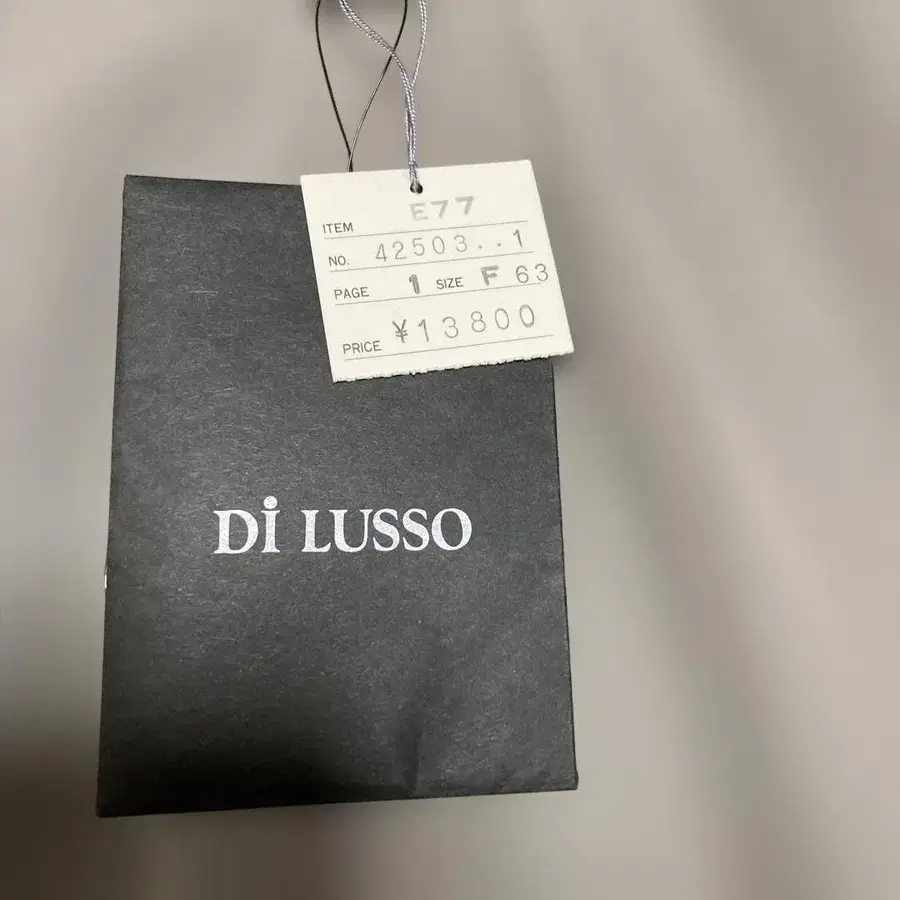 ITEM E77
NO. 42503..1
PAGE 1 SIZE F 63
PRICE ¥13800
Di LUSSO